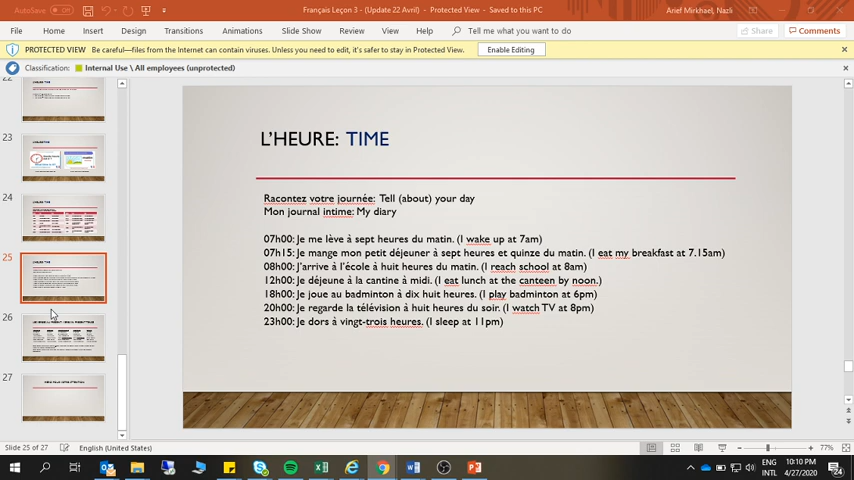 AutoSave Off
Français Leçon 3 - (Update 22 Avril) - Protected View - Saved to this PC
Arief Mirkhael, Nazli
File Home Insert Design Transitions Animations Slide Show Review View Help Tell me what you want to do Share Comments
PROTECTED VIEW Be careful—files from the Internet can contain viruses. Unless you need to edit, it's safer to stay in Protected View. Enable Editing
Classification: Internal Use \ All employees (unprotected)
22
23
24
25
26
27
L'HEURE: TIME
Racontez votre journée: Tell (about) your day
Mon journal intime: My diary
07h00: Je me lève à sept heures du matin. (I wake up at 7am)
07h15: Je mange mon petit déjeuner à sept heures et quinze du matin. (I eat my breakfast at 7.15am)
08h00: J'arrive à l'école à huit heures du matin. (I reach school at 8am)
12h00: Je déjeune à la cantine à midi. (I eat lunch at the canteen by noon.)
18h00: Je joue au badminton à dix huit heures. (I play badminton at 6pm)
20h00: Je regarde la télévision à huit heures du soir. (I watch TV at 8pm)
23h00: Je dors à vingt-trois heures. (I sleep at 11pm)
Slide 25 of 27 English (United States) 77%
ENG
INTL
10:10 PM
4/27/2020
24